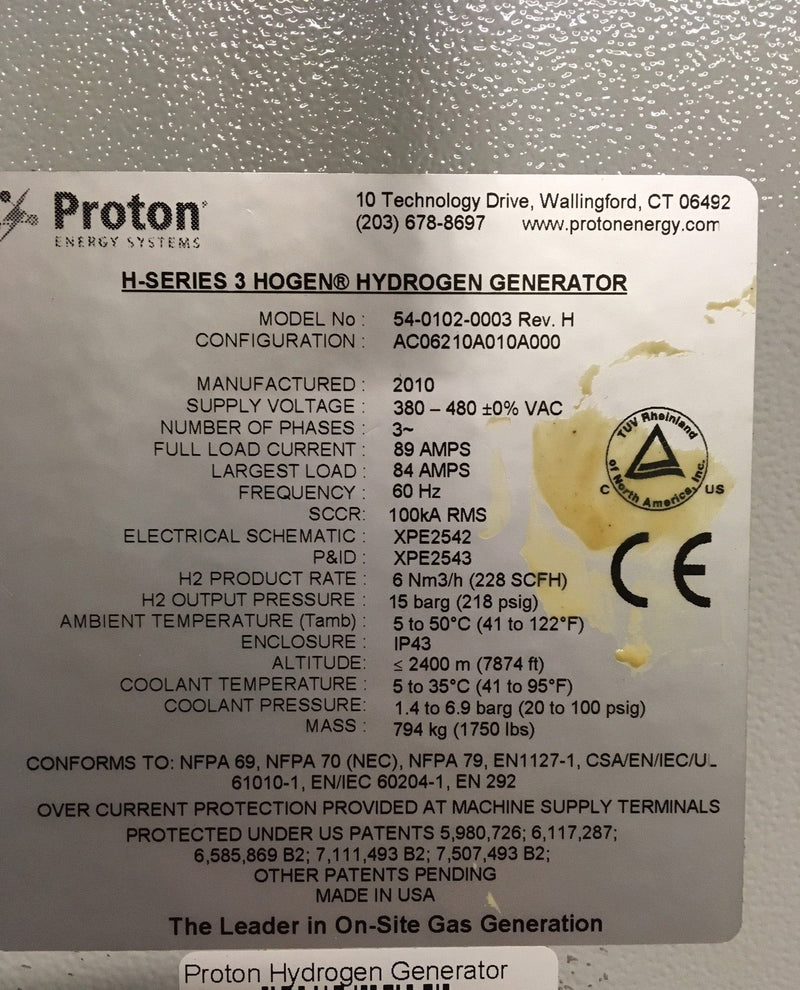 Proton
ENERGY SYSTEMS
10 Technology Drive, Wallingford, CT 06492
(203) 678-8697 www.protonenergy.com
H-SERIES 3 HOGEN® HYDROGEN GENERATOR
MODEL No : 54-0102-0003 Rev. H
CONFIGURATION : AC06210A010A000
MANUFACTURED : 2010
SUPPLY VOLTAGE : 380 – 480 ±0% VAC
NUMBER OF PHASES : 3~
FULL LOAD CURRENT : 89 AMPS
LARGEST LOAD : 84 AMPS
FREQUENCY : 60 Hz
SCCR: 100kA RMS
ELECTRICAL SCHEMATIC : XPE2542
P&ID : XPE2543
H2 PRODUCT RATE : 6 Nm3/h (228 SCFH)
H2 OUTPUT PRESSURE : 15 barg (218 psig)
AMBIENT TEMPERATURE (Tamb) : 5 to 50°C (41 to 122°F)
ENCLOSURE : IP43
ALTITUDE: ≤ 2400 m (7874 ft)
COOLANT TEMPERATURE : 5 to 35°C (41 to 95°F)
COOLANT PRESSURE: 1.4 to 6.9 barg (20 to 100 psig)
MASS : 794 kg (1750 lbs)
TUV Rheinland
of North America, Inc.
C US
CE
CONFORMS TO: NFPA 69, NFPA 70 (NEC), NFPA 79, EN1127-1, CSA/EN/IEC/UL
61010-1, EN/IEC 60204-1, EN 292
OVER CURRENT PROTECTION PROVIDED AT MACHINE SUPPLY TERMINALS
PROTECTED UNDER US PATENTS 5,980,726; 6,117,287;
6,585,869 B2; 7,111,493 B2; 7,507,493 B2;
OTHER PATENTS PENDING
MADE IN USA
The Leader in On-Site Gas Generation
Proton Hydrogen Generator